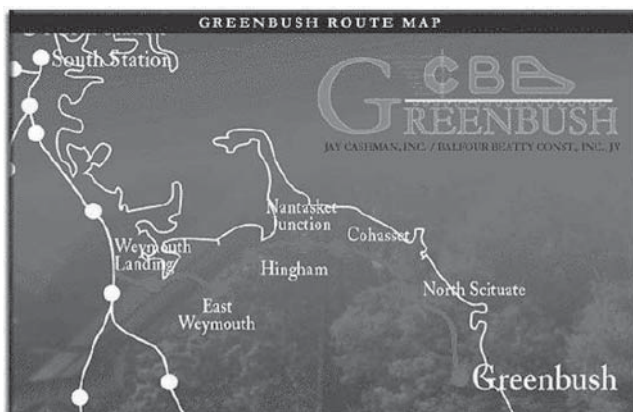 GREENBUSH ROUTE MAP
South Station
CBB
GREENBUSH
JAY CASHMAN, INC. / BALFOUR BEATTY CONST., INC. JV
Nantasket
Junction
Cohasset
Weymouth
Landing
Hingham
North Scituate
East
Weymouth
Greenbush